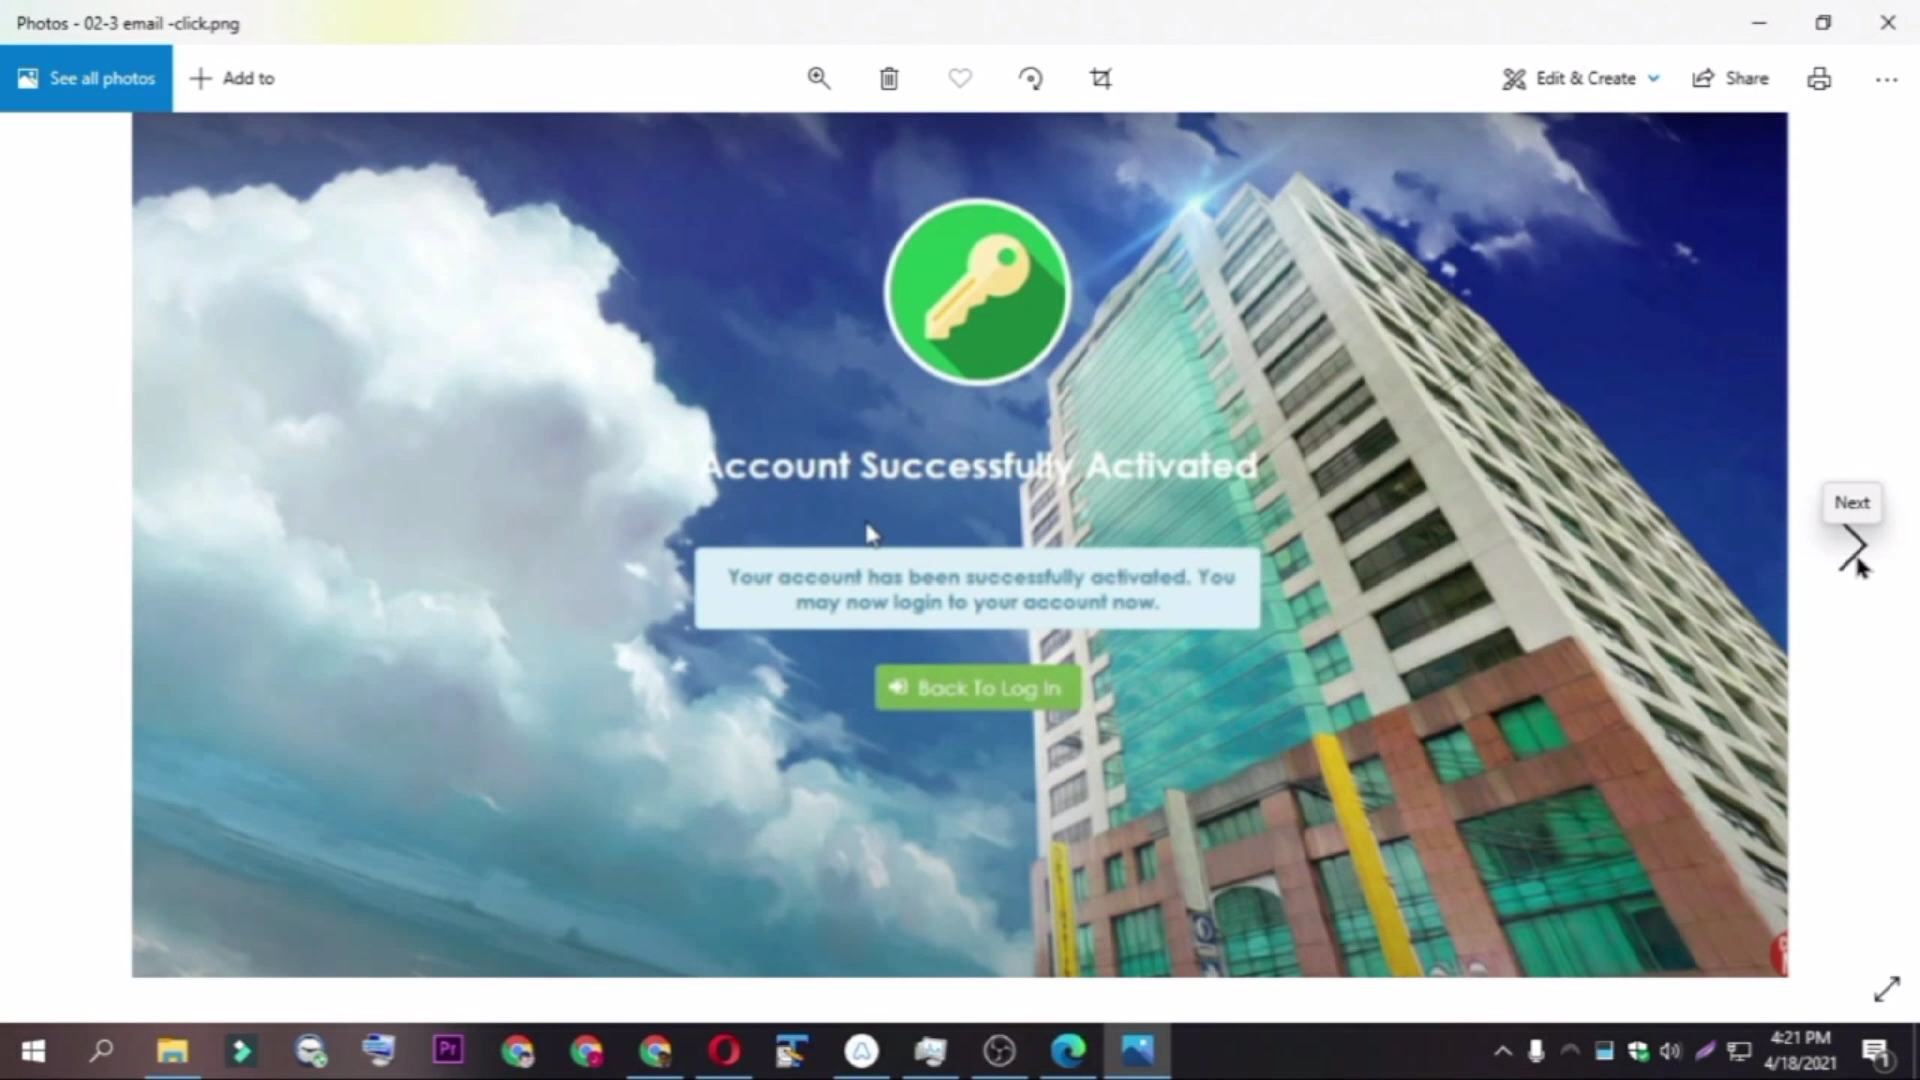 Photos - 02-3 email -click.png
See all photos
Add to
Edit & Create
Share
Account Successfully Activated
Next
Your account has been successfully activated. You
may now login to your account now.
Back To Log In
Pr
4:21 PM
4/18/2021
1